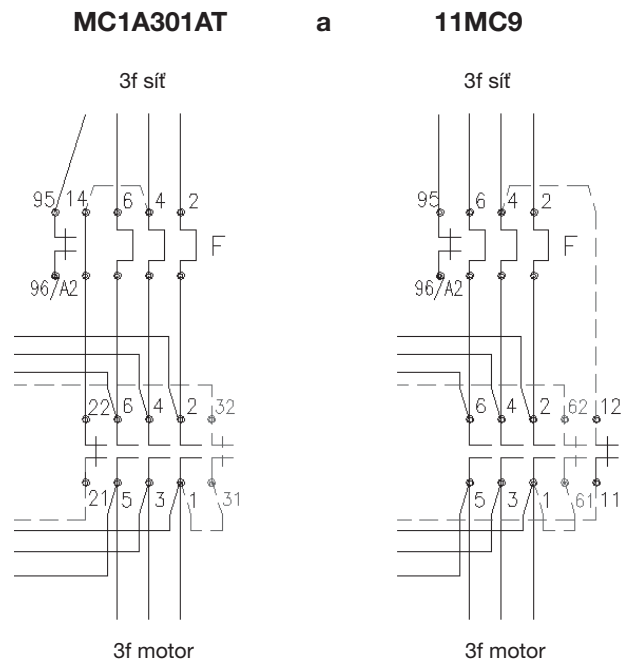 MC1A301AT a 11MC9
3f síť 3f síť
95 14 6 4 2 95 6 4 2
F F
96/A2 96/A2
22 6 4 2 32 6 4 2 62 12
21 5 3 1 31 5 3 1 61 11
3f motor 3f motor